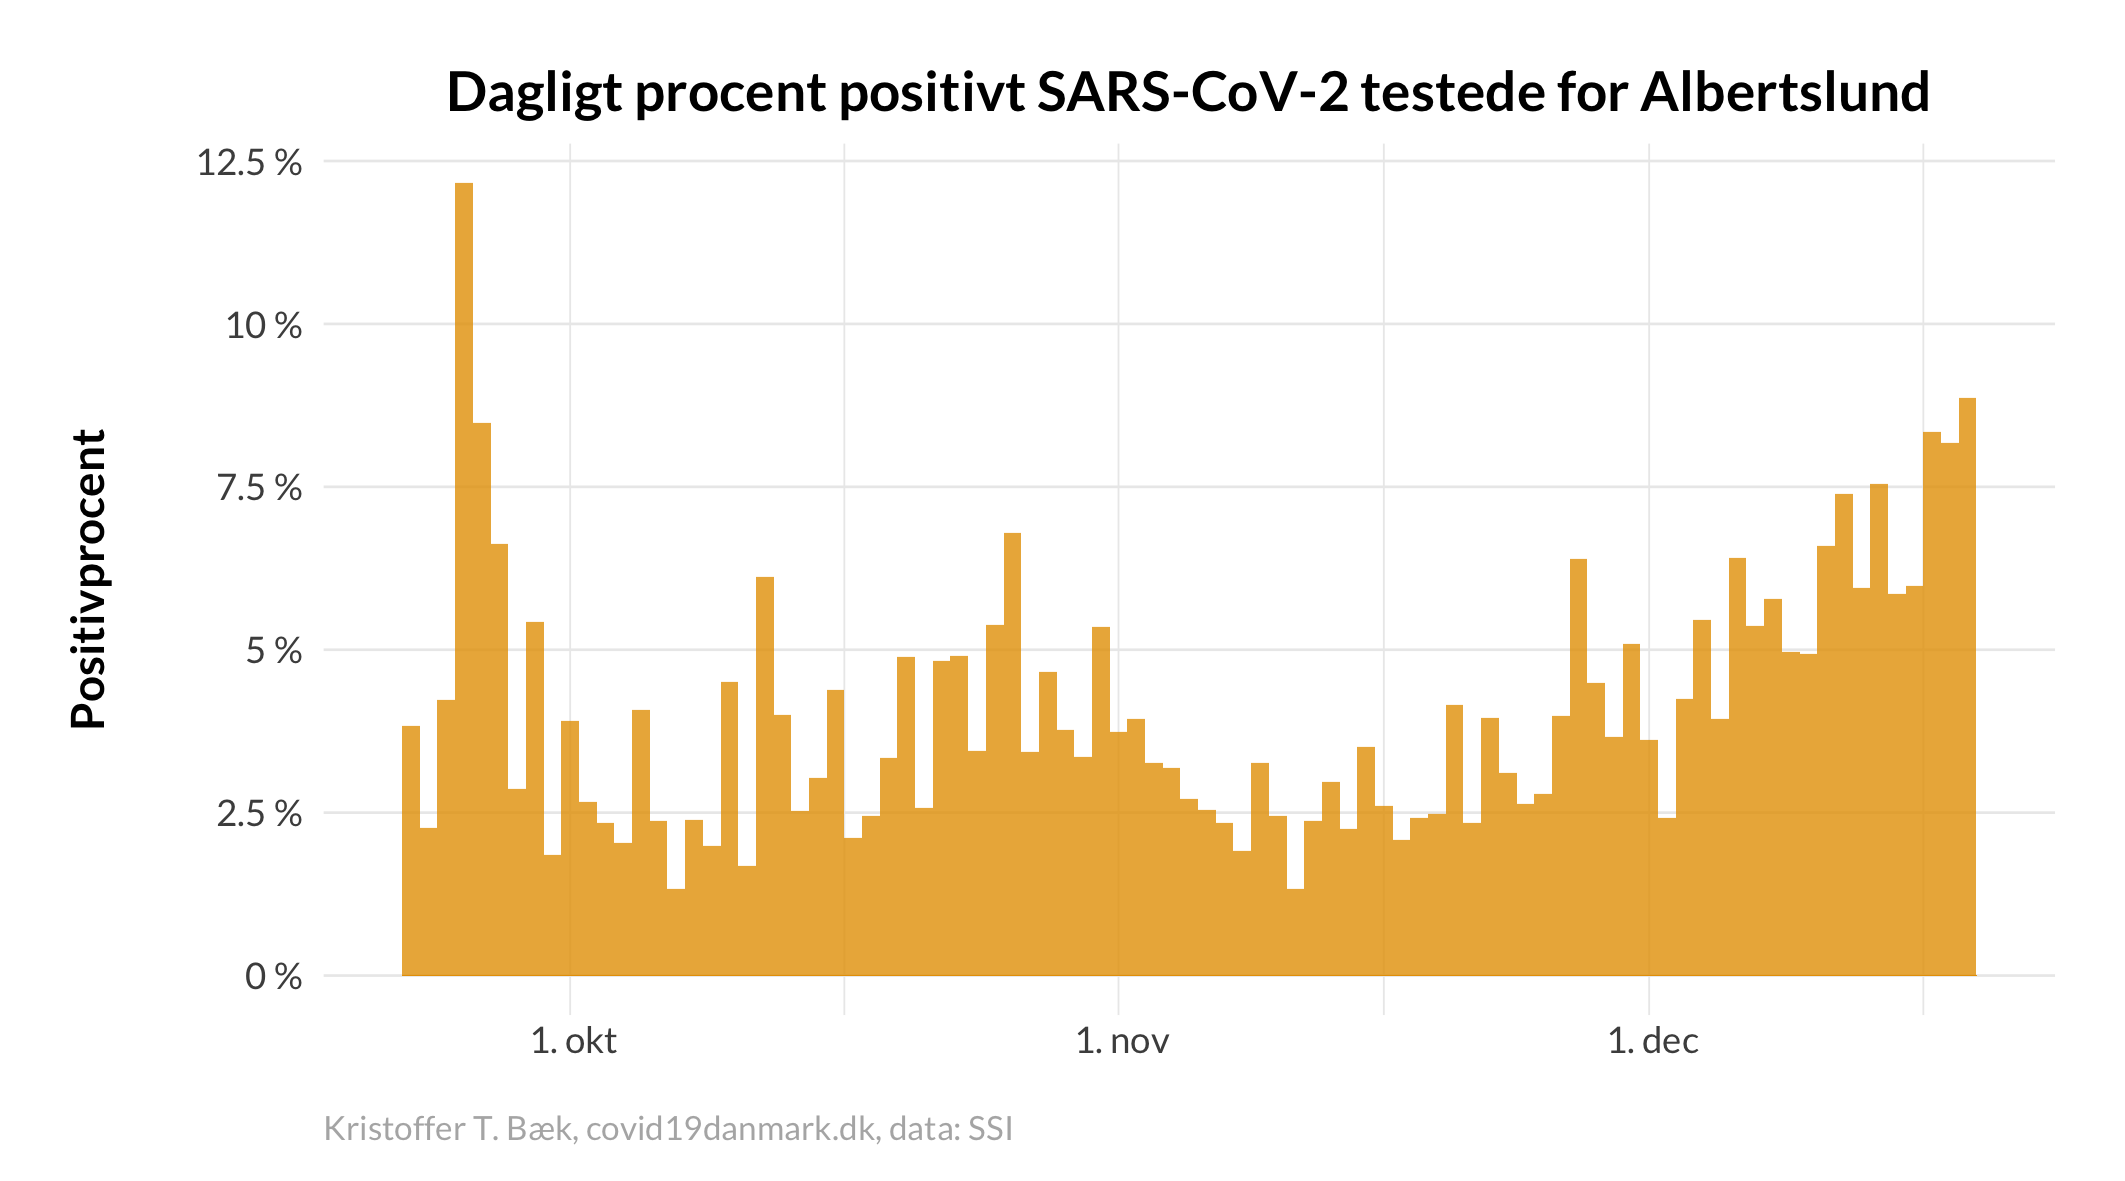 Dagligt procent positivt SARS-CoV-2 testede for Albertslund
Positivprocent
12.5 %
10 %
7.5 %
5 %
2.5 %
0 %
1. okt
1. nov
1. dec
Kristoffer T. Bæk, covid19danmark.dk, data: SSI